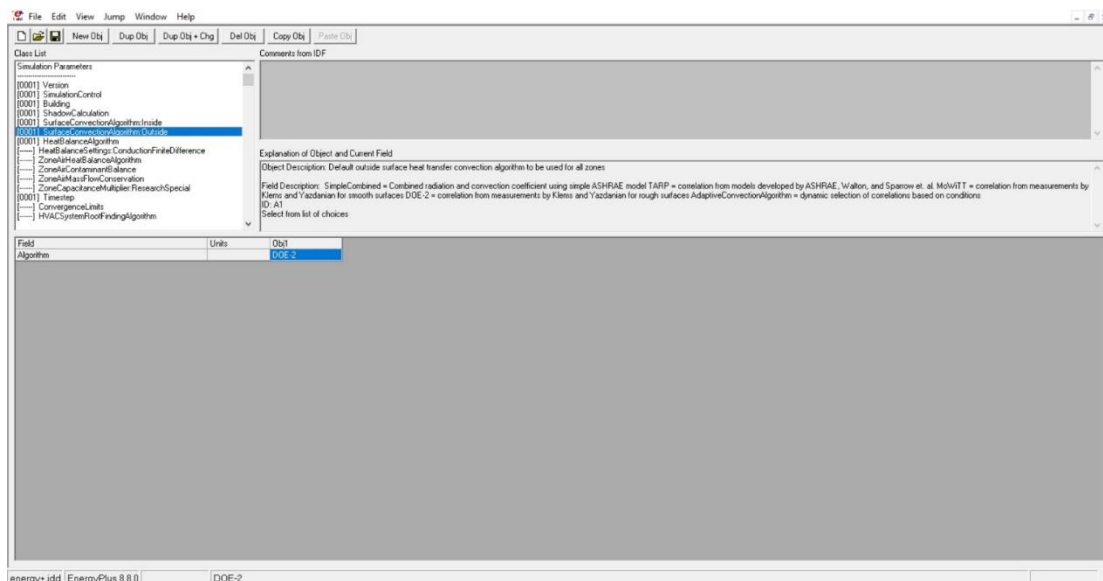 File Edit View Jump Window Help
New Obj Dup Obj Dup Obj + Chg Del Obj Copy Obj Paste Obj
Class List
Comments from IDF
Simulation Parameters
------------------------
[0001] Version
[0001] SimulationControl
[0001] Building
[0001] ShadowCalculation
[0001] SurfaceConvectionAlgorithm:Inside
[0001] SurfaceConvectionAlgorithm:Outside
[0001] HeatBalanceAlgorithm
[-----] HeatBalanceSettings:ConductionFiniteDifference
[-----] ZoneAirHeatBalanceAlgorithm
[-----] ZoneAirContaminantBalance
[-----] ZoneAirMassFlowConservation
[-----] ZoneCapacitanceMultiplier:ResearchSpecial
[0001] Timestep
[-----] ConvergenceLimits
[-----] HVACSystemRootFindingAlgorithm
Explanation of Object and Current Field
Object Description: Default outside surface heat transfer convection algorithm to be used for all zones
Field Description: SimpleCombined = Combined radiation and convection coefficient using simple ASHRAE model TARP = correlation from models developed by ASHRAE, Walton, and Sparrow et. al. MoWiTT = correlation from measurements by
Klems and Yazdanian for smooth surfaces DOE-2 = correlation from measurements by Klems and Yazdanian for rough surfaces AdaptiveConvectionAlgorithm = dynamic selection of correlations based on conditions
ID: A1
Select from list of choices
Field Units Obj1
Algorithm DOE-2
energy+.idd EnergyPlus 8.8.0 DOE-2